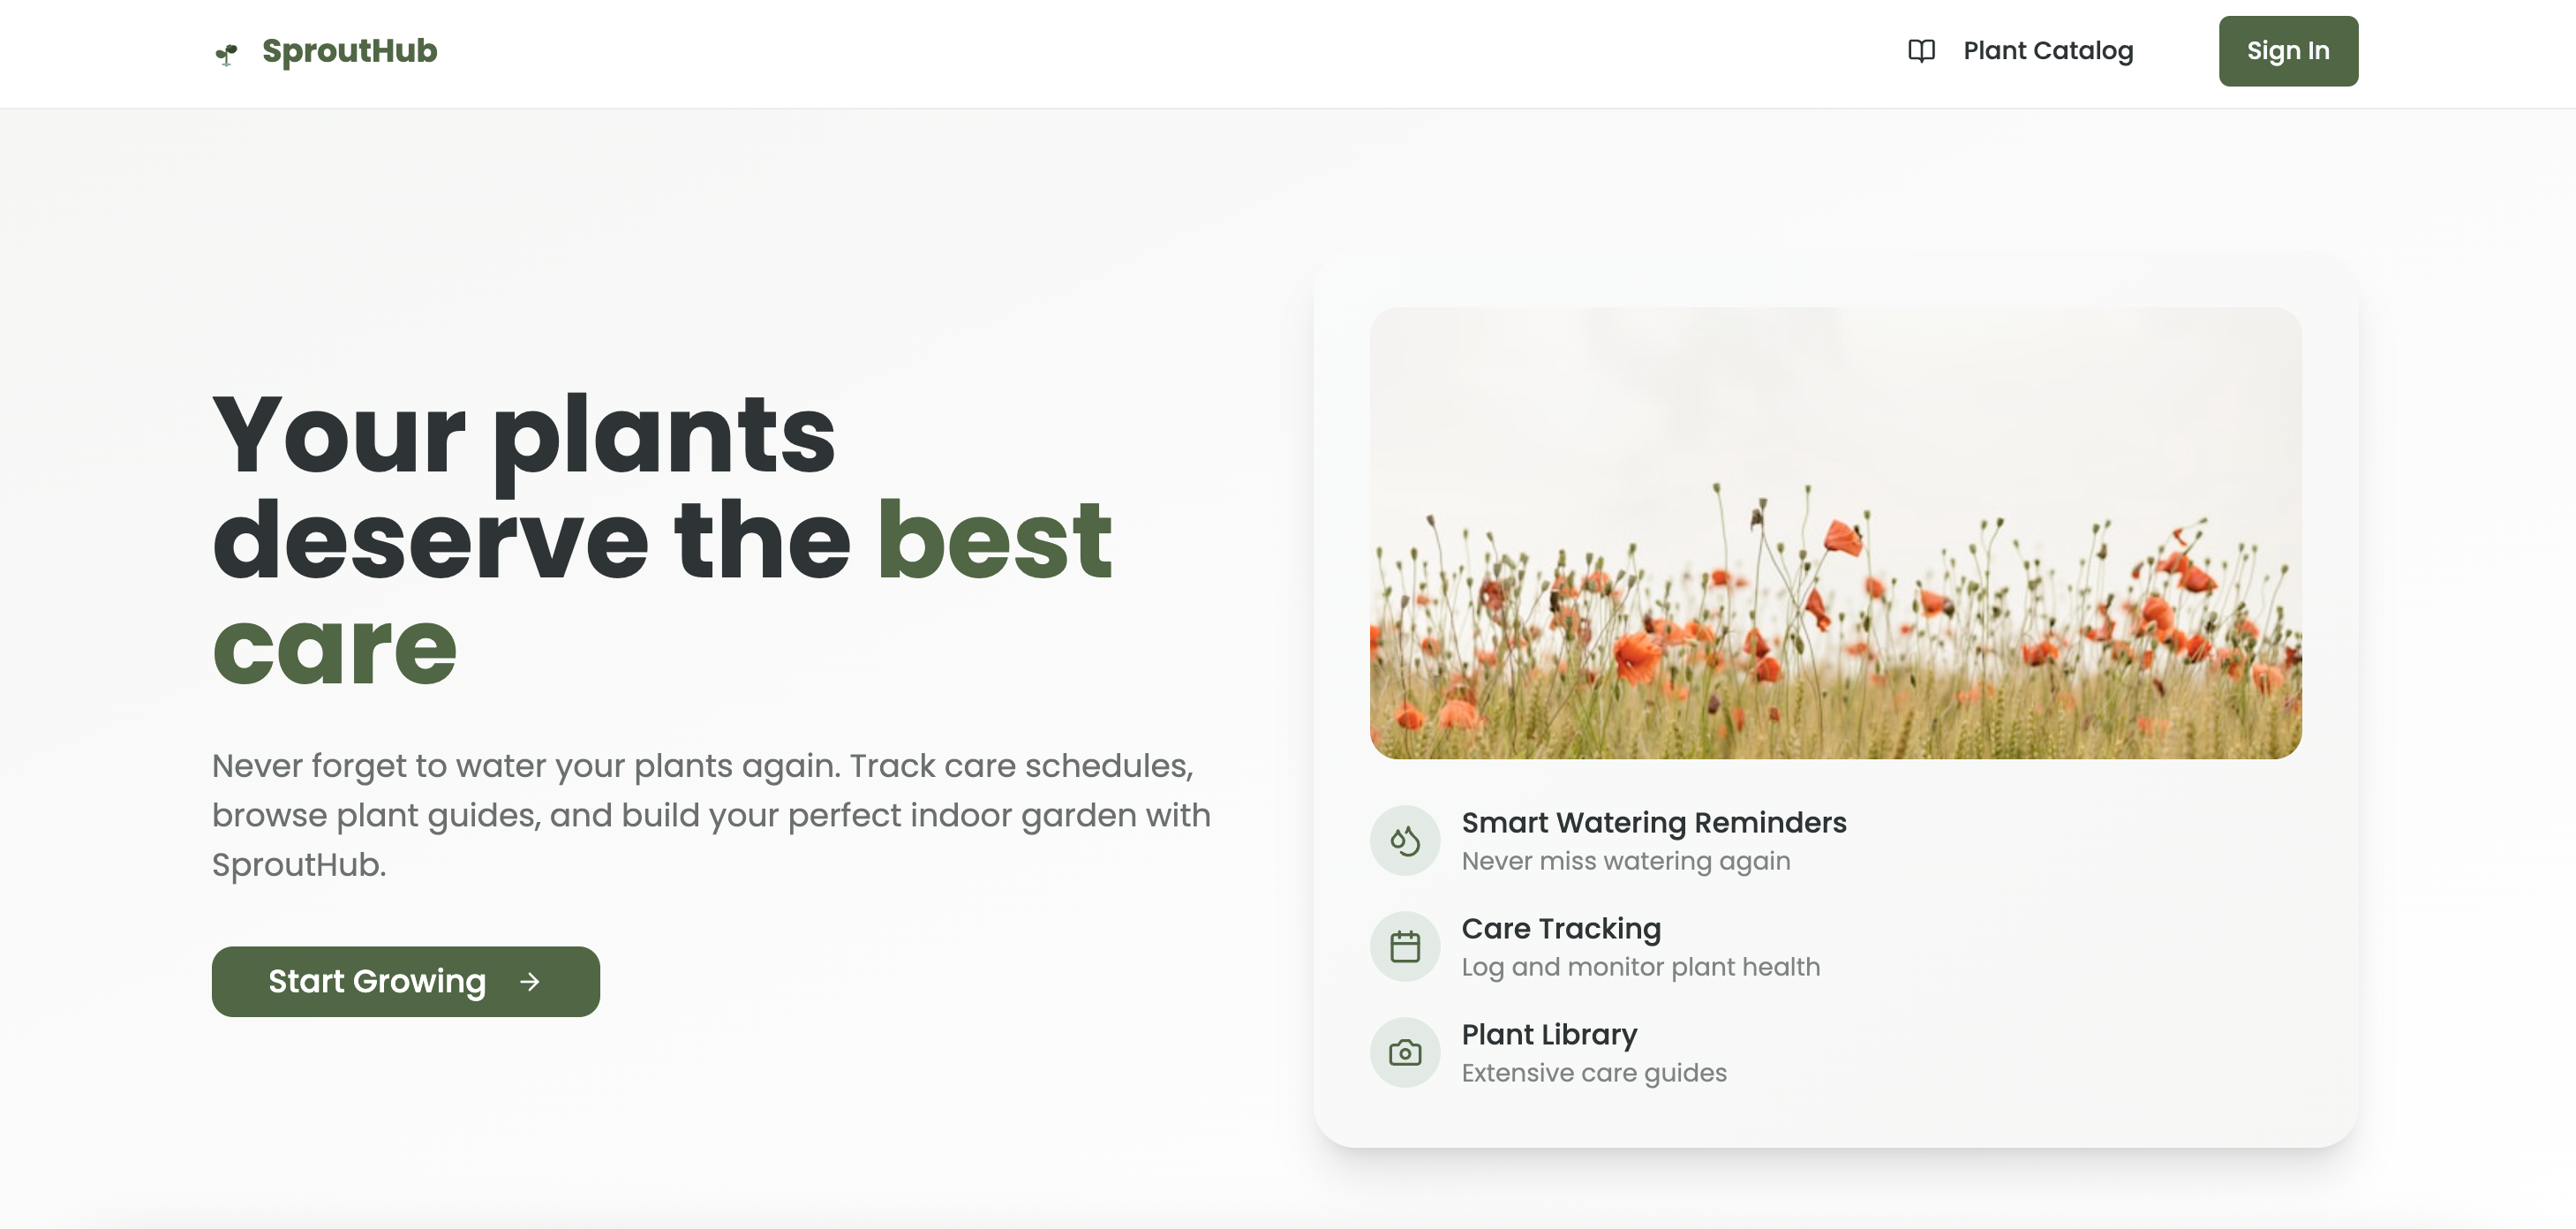 SproutHub
Plant Catalog
Sign In
Your plants
deserve the best
care
Never forget to water your plants again. Track care schedules,
browse plant guides, and build your perfect indoor garden with
SproutHub.
Start Growing
Smart Watering Reminders
Never miss watering again
Care Tracking
Log and monitor plant health
Plant Library
Extensive care guides